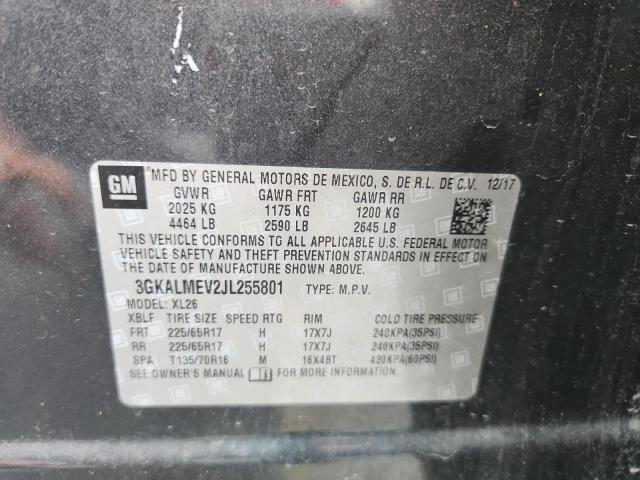 GM MFD BY GENERAL MOTORS DE MEXICO, S. DE R.L. DE C.V. 12/17
GVWR GAWR FRT GAWR RR
2025 KG 1175 KG 1200 KG
4464 LB 2590 LB 2645 LB
THIS VEHICLE CONFORMS TO ALL APPLICABLE U.S. FEDERAL MOTOR
VEHICLE SAFETY AND THEFT PREVENTION STANDARDS IN EFFECT ON
THE DATE OF MANUFACTURE SHOWN ABOVE.
3GKALMEV2JL255801 TYPE: M.P.V.
MODEL: XL26
XBLF TIRE SIZE SPEED RTG RIM COLD TIRE PRESSURE
FRT 225/65R17 H 17X7J 240KPA(35PSI)
RR 225/65R17 H 17X7J 240KPA(35PSI)
SPA T135/70R16 M 16X4BT 420KPA(60PSI)
SEE OWNER'S MANUAL FOR MORE INFORMATION.